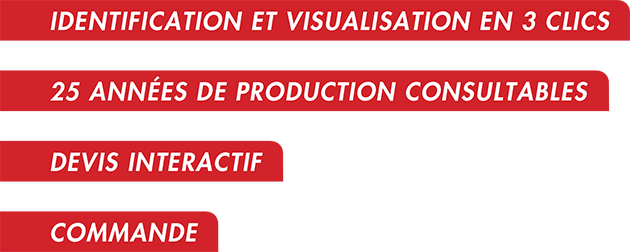 IDENTIFICATION ET VISUALISATION EN 3 CLICS
25 ANNÉES DE PRODUCTION CONSULTABLES
DEVIS INTERACTIF
COMMANDE